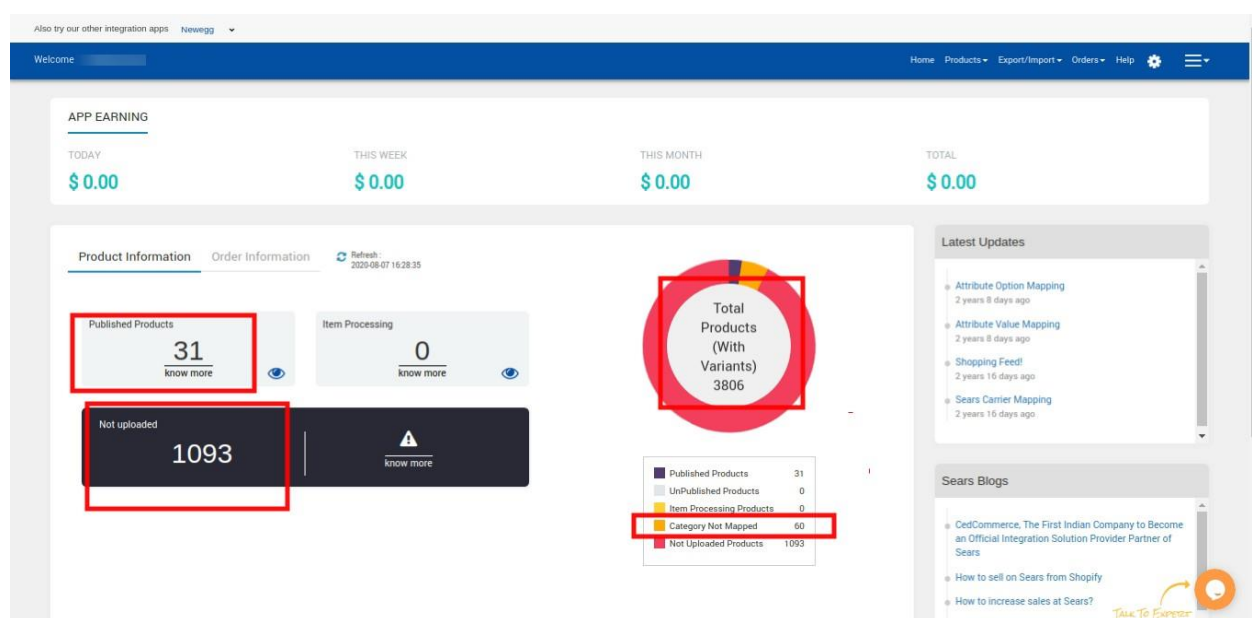 Also try our other integration apps Newegg
Welcome
Home Products Export/Import Orders Help
APP EARNING
TODAY
$ 0.00
THIS WEEK
$ 0.00
THIS MONTH
$ 0.00
TOTAL
$ 0.00
Product Information Order Information
Refresh :
2020-08-07 16:28:35
Published Products
31
know more
Item Processing
0
know more
Not uploaded
1093
know more
Total
Products
(With
Variants)
3806
Published Products 31
UnPublished Products 0
Item Processing Products 0
Category Not Mapped 60
Not Uploaded Products 1093
Latest Updates
Attribute Option Mapping
2 years 8 days ago
Attribute Value Mapping
2 years 8 days ago
Shopping Feed!
2 years 16 days ago
Sears Carrier Mapping
2 years 16 days ago
Sears Blogs
CedCommerce, The First Indian Company to Become
an Official Integration Solution Provider Partner of
Sears
How to sell on Sears from Shopify
How to increase sales at Sears?
TALK TO EXPERT